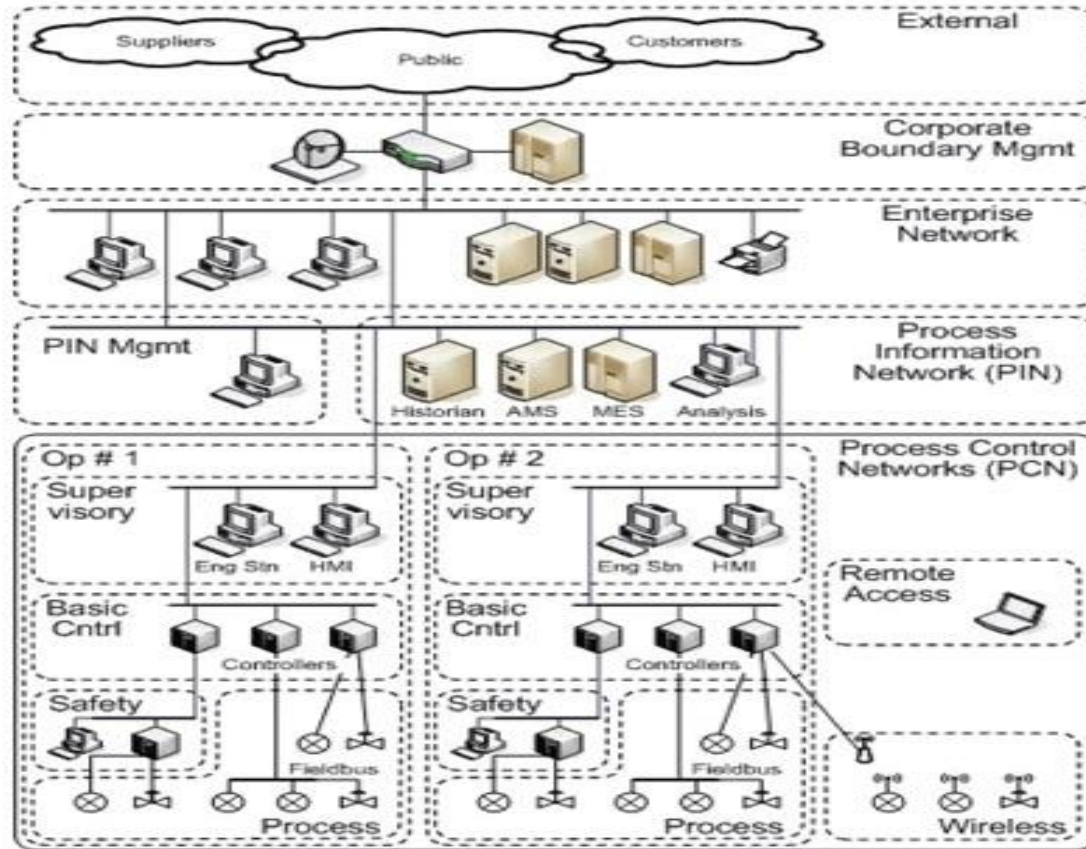 External
Suppliers
Public
Customers
Corporate
Boundary Mgmt
Enterprise
Network
PIN Mgmt
Process
Information
Network (PIN)
Historian
AMS
MES
Analysis
Process Control
Networks (PCN)
Op # 1
Super
visory
Eng Stn
HMI
Basic
Cntrl
Controllers
Safety
Fieldbus
Process
Op # 2
Super
visory
Eng Stn
HMI
Basic
Cntrl
Controllers
Safety
Fieldbus
Process
Remote
Access
Wireless